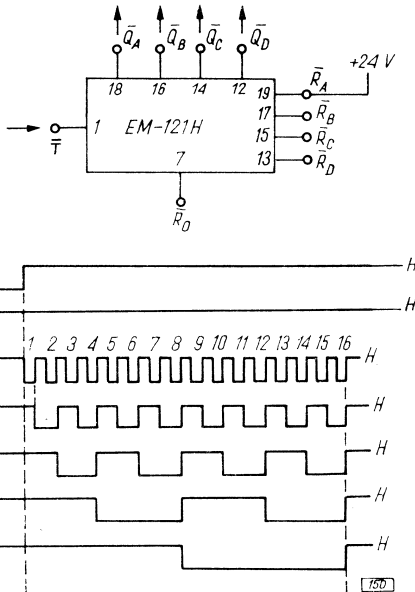 Q̅A Q̅B Q̅C Q̅D
18 16 14 12
+24 V
19 R̅A
17 R̅B
15 R̅C
13 R̅D
1 EM-121H
T̅
7
R̅0
H
H
1 2 3 4 5 6 7 8 9 10 11 12 13 14 15 16 H
H
H
H
H
150